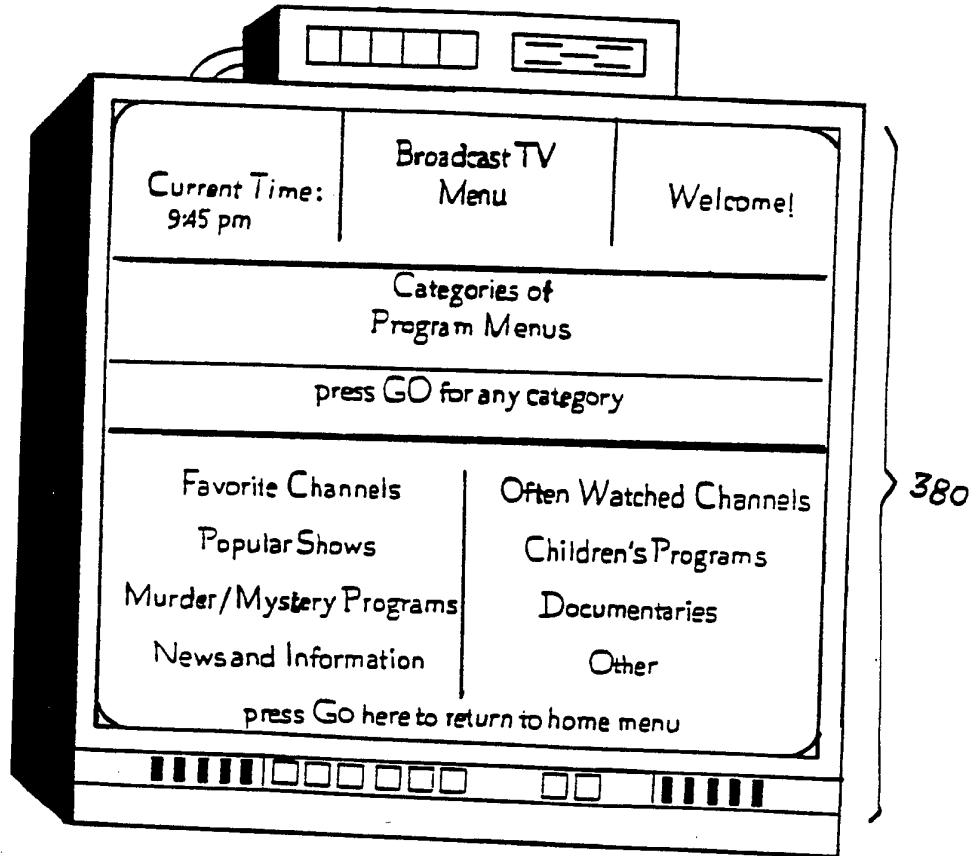 Current Time:
9:45 pm
Broadcast TV
Menu
Welcome!
Categories of
Program Menus
press GO for any category
Favorite Channels
Popular Shows
Murder/Mystery Programs
News and Information
Often Watched Channels
Children's Programs
Documentaries
Other
press Go here to return to home menu
380